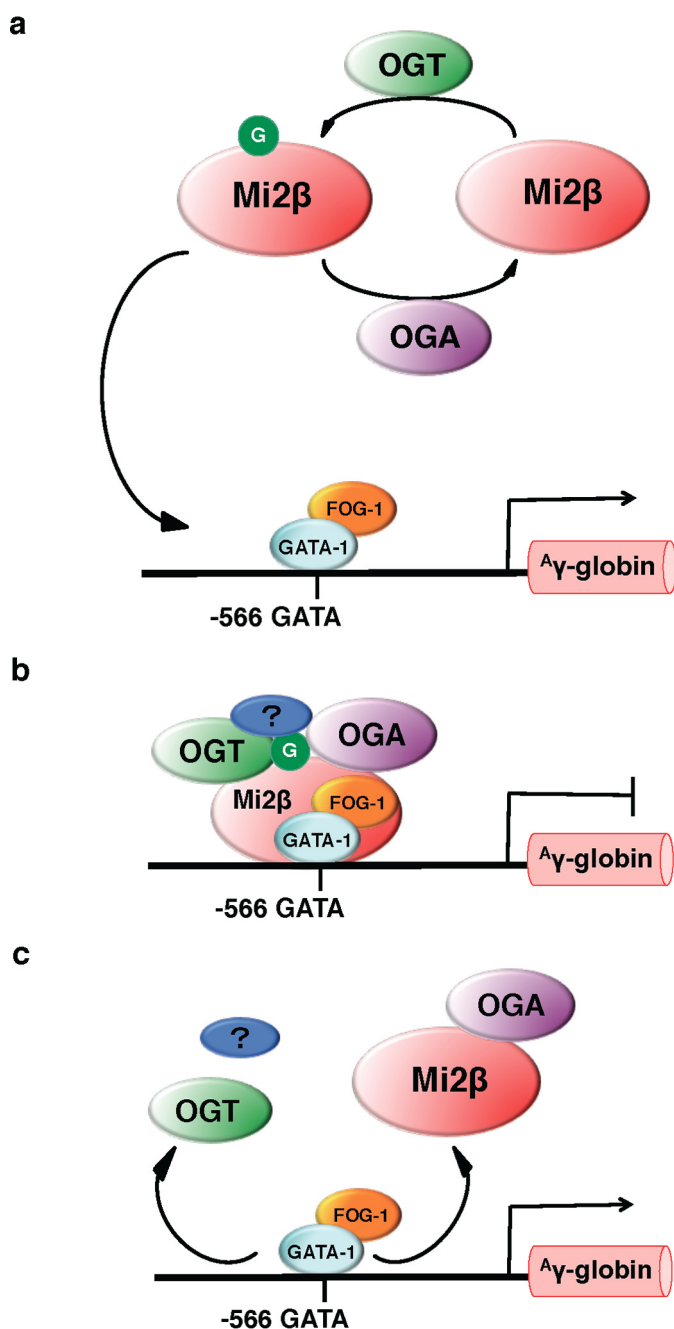 a
OGT
G
Mi2β
Mi2β
OGA
FOG-1
GATA-1
Aγ-globin
-566 GATA
b
?
OGT
G
OGA
Mi2β
FOG-1
GATA-1
Aγ-globin
-566 GATA
c
OGA
?
Mi2β
OGT
FOG-1
GATA-1
Aγ-globin
-566 GATA